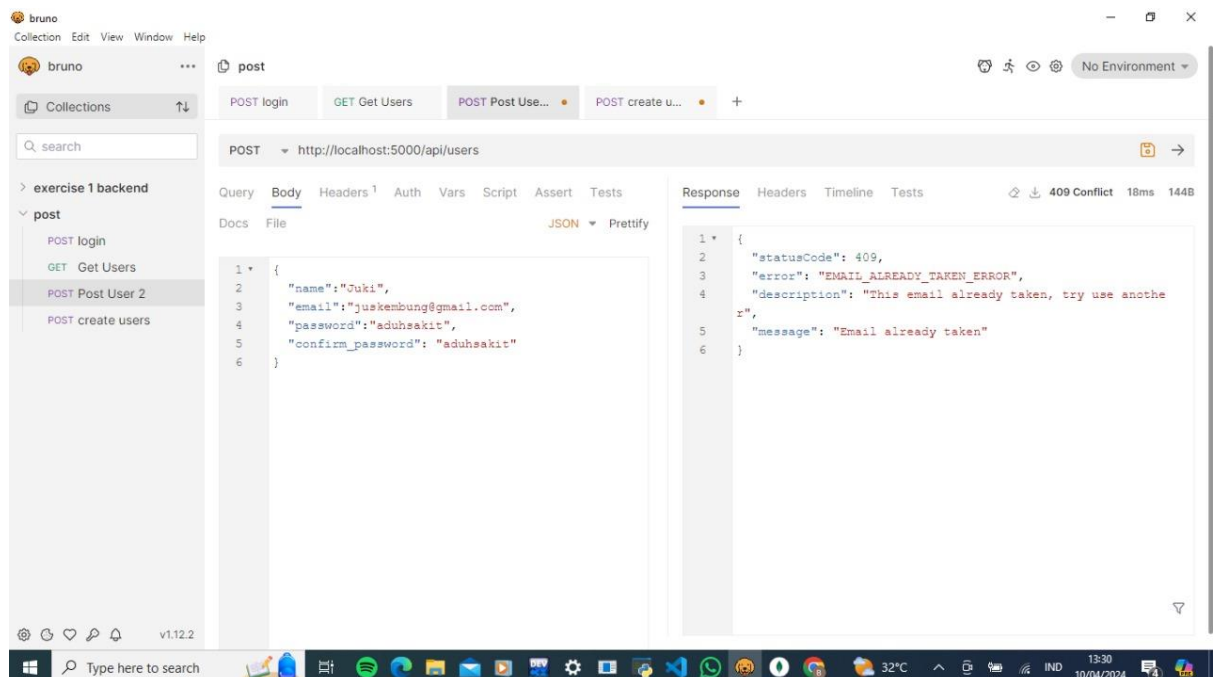 bruno
Collection Edit View Window Help
bruno ...
post
No Environment
Collections
POST login
GET Get Users
POST Post Use...
POST create u...
+
search
POST http://localhost:5000/api/users
exercise 1 backend
post
POST login
GET Get Users
POST Post User 2
POST create users
Query Body Headers 1 Auth Vars Script Assert Tests
Docs File JSON Prettify
1 {
2 "name":"Juki",
3 "email":"juskembung@gmail.com",
4 "password":"aduhsakit",
5 "confirm_password": "aduhsakit"
6 }
Response Headers Timeline Tests 409 Conflict 18ms 144B
1 {
2 "statusCode": 409,
3 "error": "EMAIL_ALREADY_TAKEN_ERROR",
4 "description": "This email already taken, try use anothe
r",
5 "message": "Email already taken"
6 }
v1.12.2
Type here to search
DEV
32°C
IND
13:30
10/04/2024
4
PRE